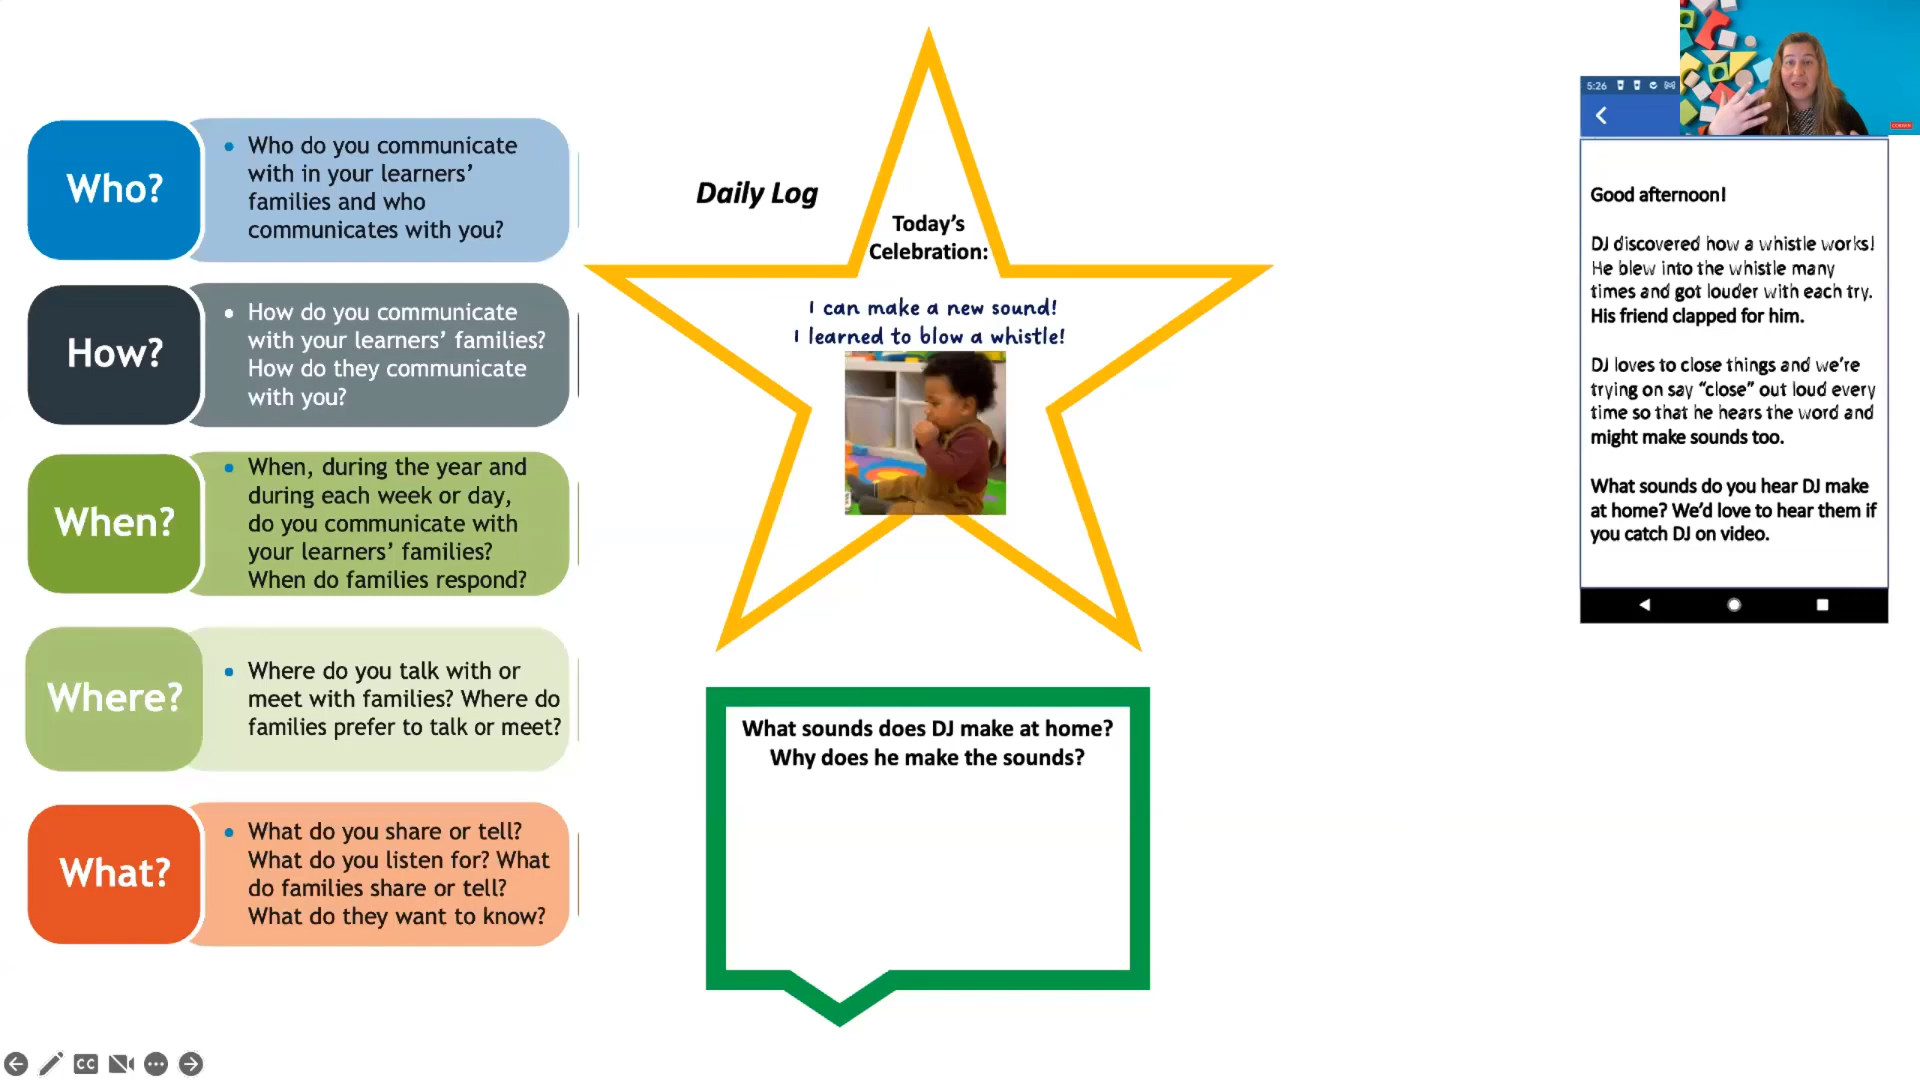 Who?
Who do you communicate
with in your learners'
families and who
communicates with you?
How?
How do you communicate
with your learners' families?
How do they communicate
with you?
When?
When, during the year and
during each week or day,
do you communicate with
your learners' families?
When do families respond?
Where?
Where do you talk with or
meet with families? Where do
families prefer to talk or meet?
What?
What do you share or tell?
What do you listen for? What
do families share or tell?
What do they want to know?
Daily Log
Today's
Celebration:
I can make a new sound!
I learned to blow a whistle!
What sounds does DJ make at home?
Why does he make the sounds?
5:26
Good afternoon!
DJ discovered how a whistle works!
He blew into the whistle many
times and got louder with each try.
His friend clapped for him.
DJ loves to close things and we're
trying on say "close" out loud every
time so that he hears the word and
might make sounds too.
What sounds do you hear DJ make
at home? We'd love to hear them if
you catch DJ on video.
CC